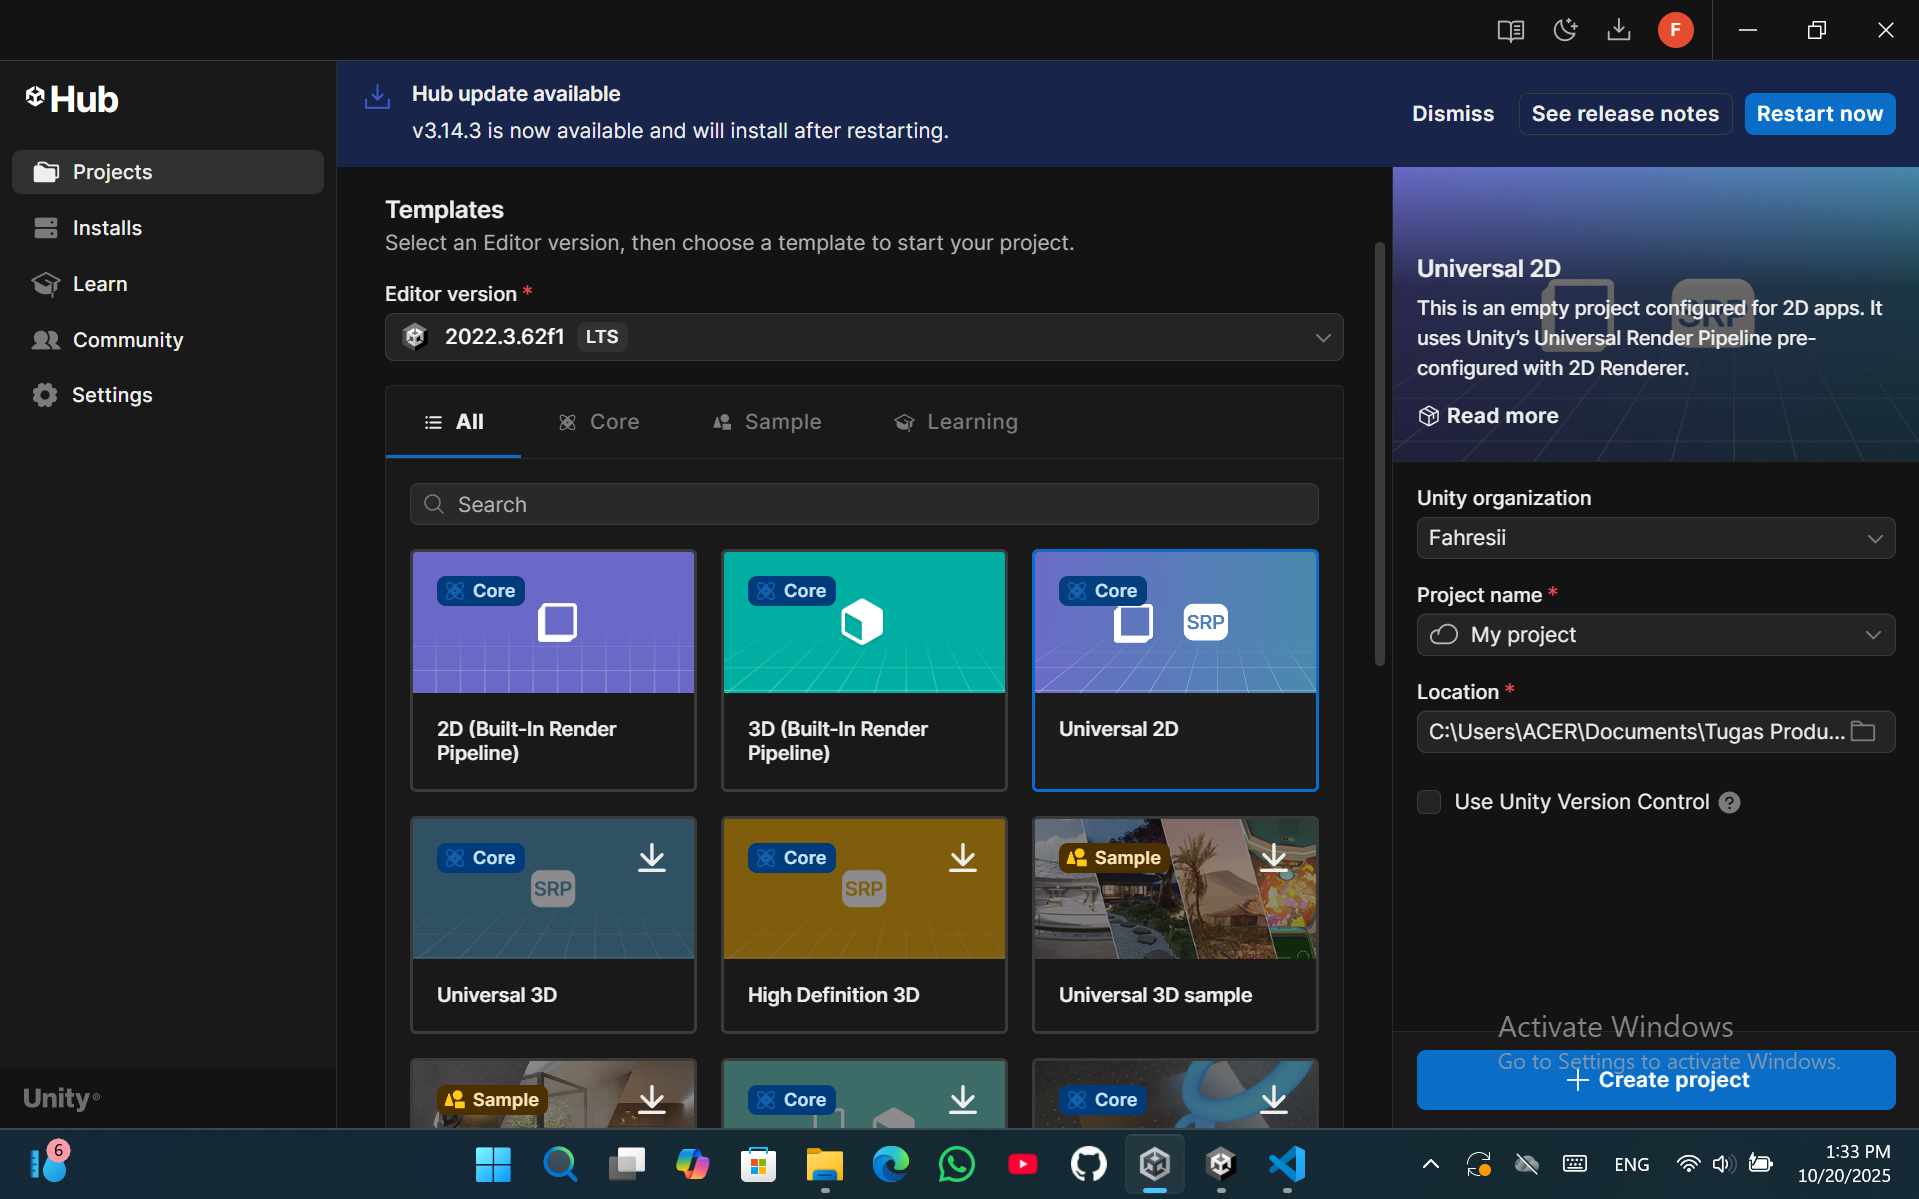 F
Hub
Hub update available
v3.14.3 is now available and will install after restarting.
Dismiss
See release notes
Restart now
Projects
Installs
Learn
Community
Settings
Templates
Select an Editor version, then choose a template to start your project.
Editor version *
2022.3.62f1 LTS
All
Core
Sample
Learning
Search
Core
2D (Built-In Render
Pipeline)
Core
3D (Built-In Render
Pipeline)
Core
SRP
Universal 2D
Core
SRP
Universal 3D
Core
SRP
High Definition 3D
Sample
Universal 3D sample
Sample
Core
Core
SRP
Universal 2D
This is an empty project configured for 2D apps. It
uses Unity's Universal Render Pipeline pre-
configured with 2D Renderer.
Read more
Unity organization
Fahresii
Project name *
My project
Location *
C:\Users\ACER\Documents\Tugas Produ...
Use Unity Version Control ?
Activate Windows
Go to Settings to activate Windows.
+ Create project
Unity®
6
ENG
1:33 PM
10/20/2025